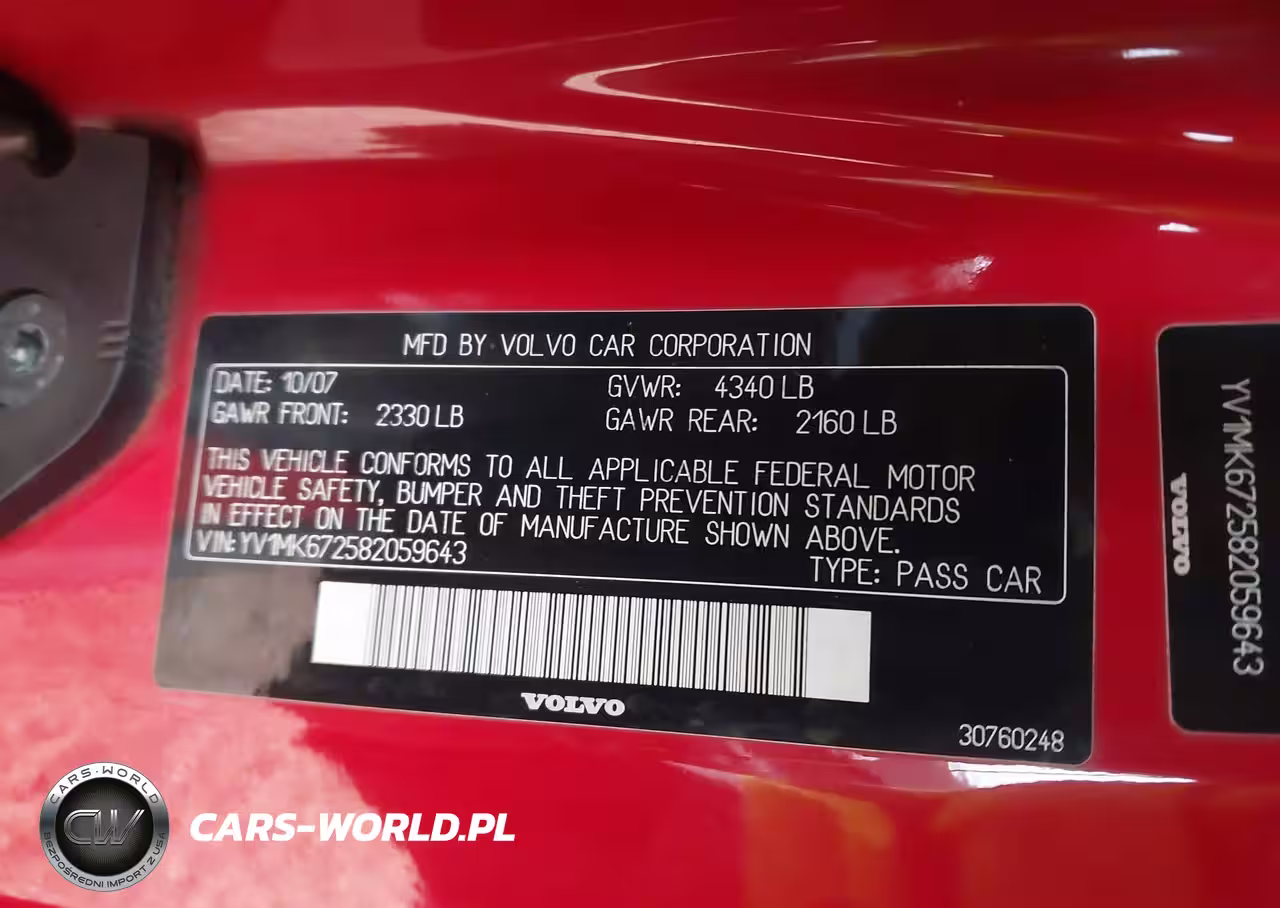 MFD BY VOLVO CAR CORPORATION
DATE: 10/07 GVWR: 4340 LB
GAWR FRONT: 2330 LB GAWR REAR: 2160 LB
THIS VEHICLE CONFORMS TO ALL APPLICABLE FEDERAL MOTOR
VEHICLE SAFETY, BUMPER AND THEFT PREVENTION STANDARDS
IN EFFECT ON THE DATE OF MANUFACTURE SHOWN ABOVE.
VIN: YV1MK672582059643
TYPE: PASS CAR
VOLVO
30760248
YV1MK672582059643
VOLVO
CARS-WORLD
CW
BEZPOŚREDNI IMPORT Z USA
CARS-WORLD.PL